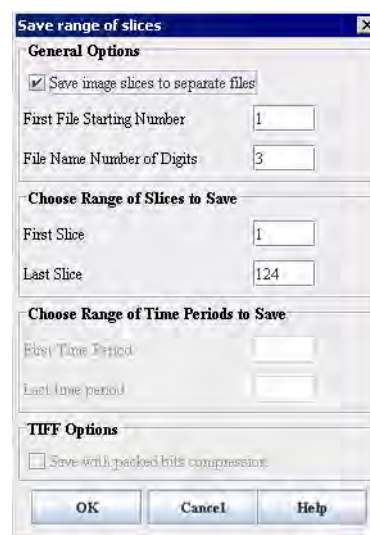 Save range of slices
General Options
Save image slices to separate files
First File Starting Number 1
File Name Number of Digits 3
Choose Range of Slices to Save
First Slice 1
Last Slice 124
Choose Range of Time Periods to Save
First Time Period
Last time period
TIFF Options
Save with packed bits compression
OK Cancel Help